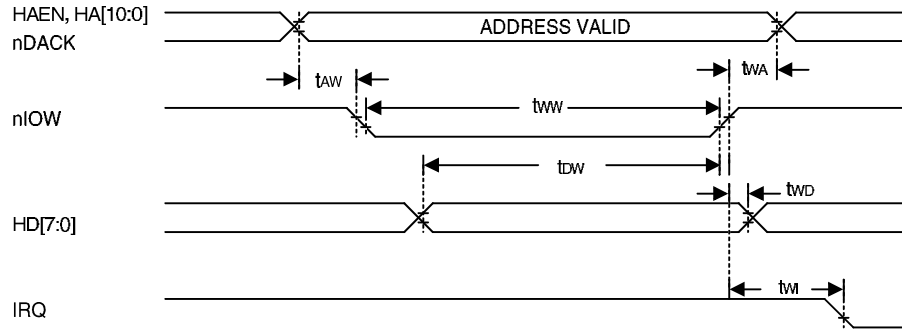 HAEN, HA[10:0]
nDACK
ADDRESS VALID
tAW
tWA
nIOW
tWW
tDW
tWD
HD[7:0]
tWI
IRQ